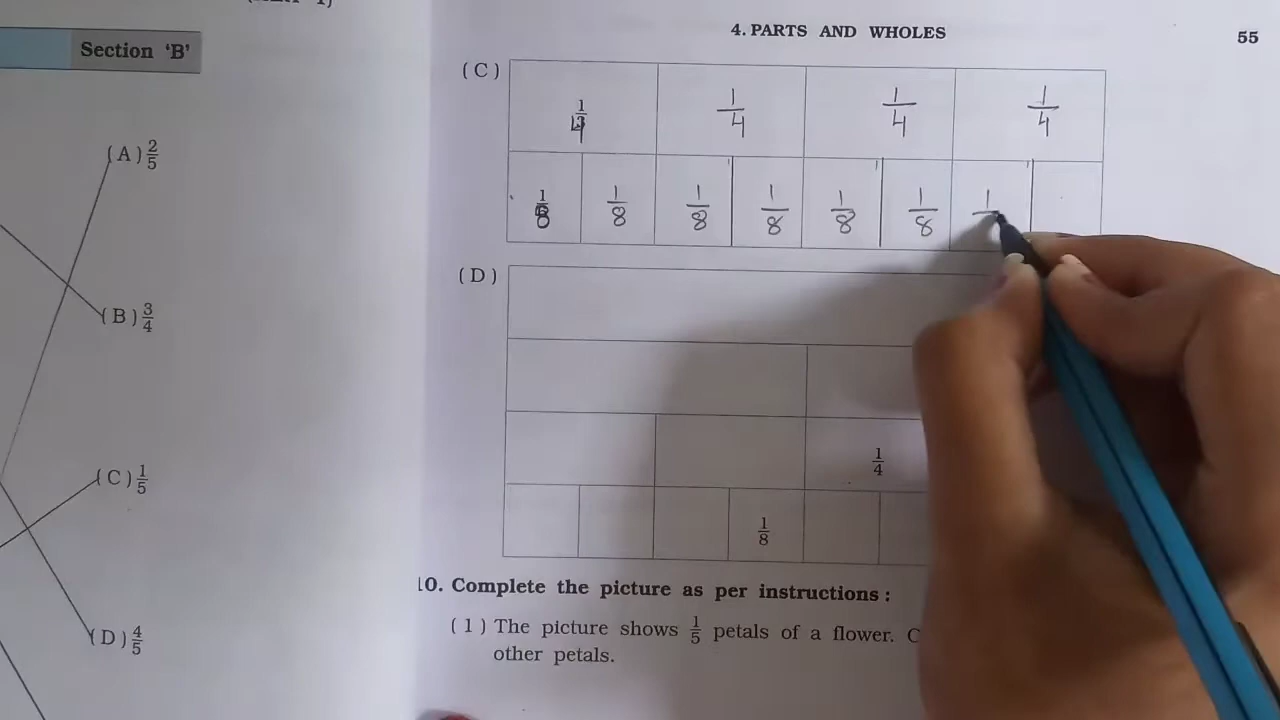 Section ‘B’
(A) 2/5
(B) 3/4
(C) 1/5
(D) 4/5
4. PARTS AND WHOLES
55
(C)
1/4 1/4 1/4 1/4
1/8 1/8 1/8 1/8 1/8 1/8 1/
(D)
1/4
1/8
10. Complete the picture as per instructions :
(1) The picture shows 1/5 petals of a flower. C
other petals.